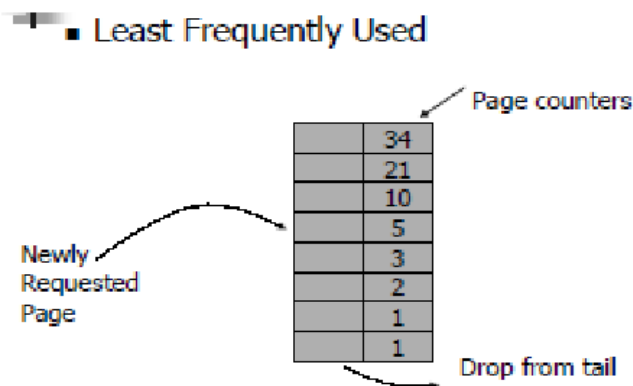 Least Frequently Used
Page counters
34
21
10
5
3
2
1
1
Newly
Requested
Page
Drop from tail